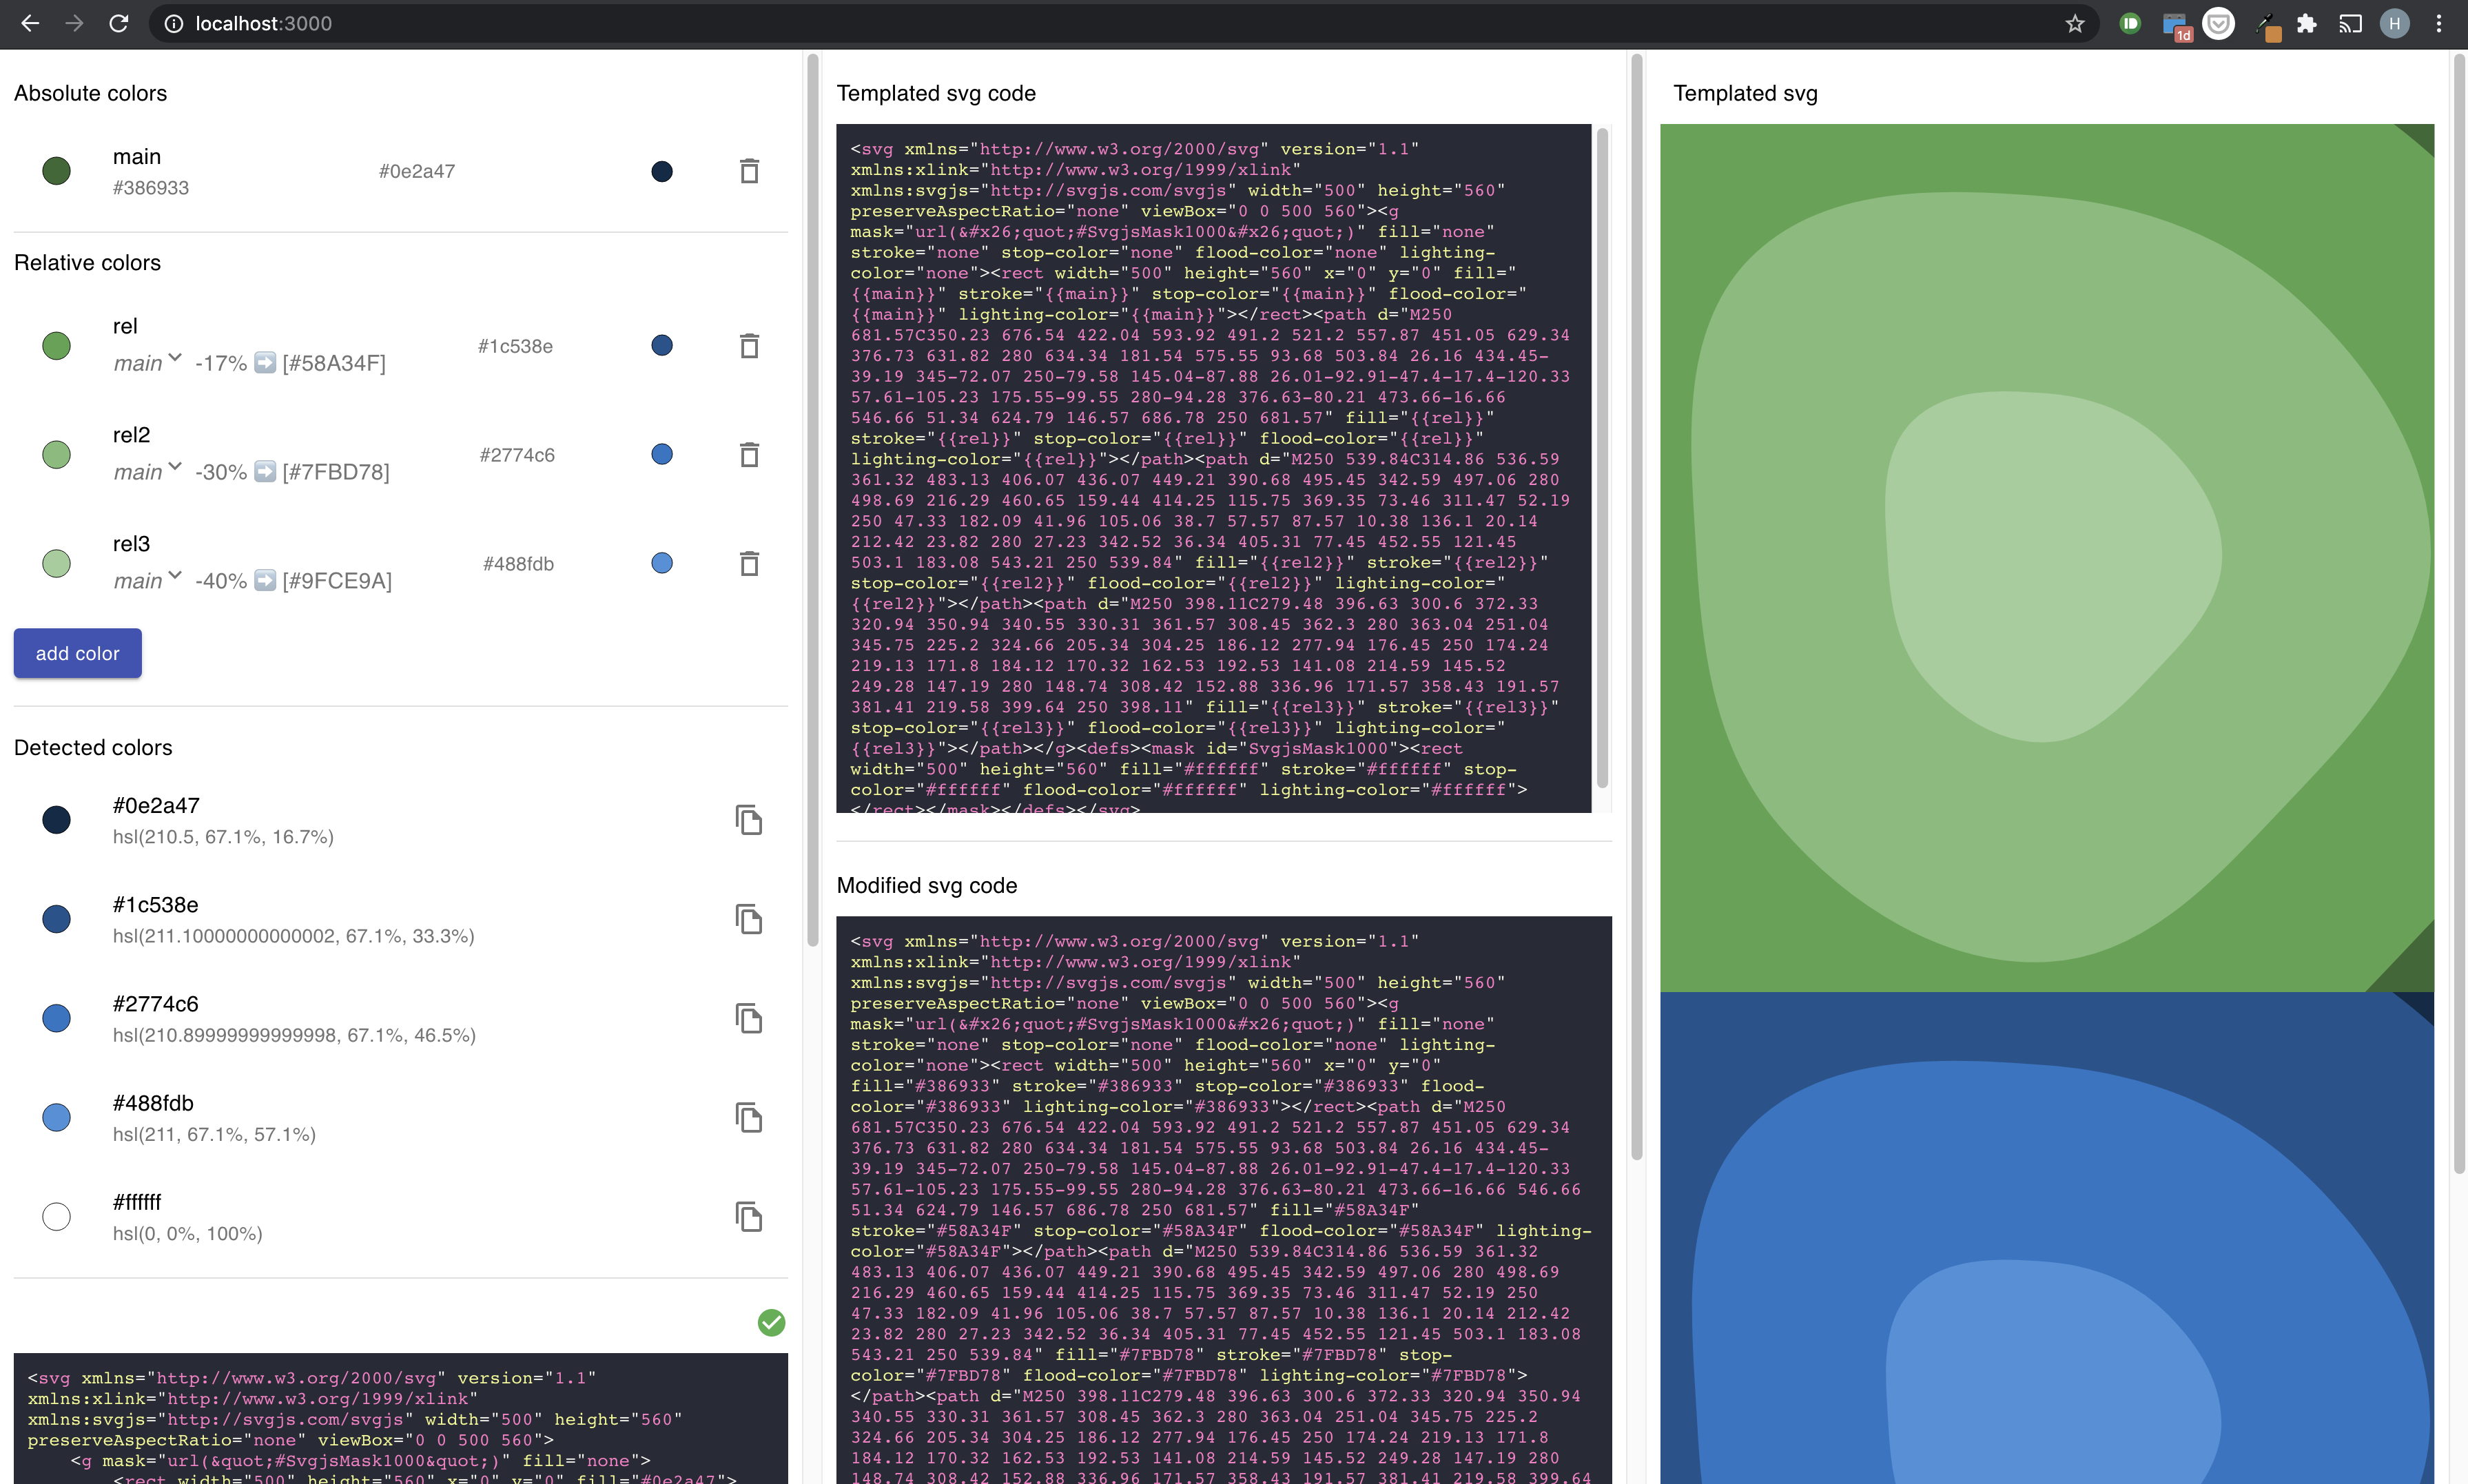 localhost:3000
1d
H
Absolute colors
main
#386933
#0e2a47
Relative colors
rel
main -17% ➡️ [#58A34F]
#1c538e
rel2
main -30% ➡️ [#7FBD78]
#2774c6
rel3
main -40% ➡️ [#9FCE9A]
#488fdb
add color
Detected colors
#0e2a47
hsl(210.5, 67.1%, 16.7%)
#1c538e
hsl(211.10000000000002, 67.1%, 33.3%)
#2774c6
hsl(210.89999999999998, 67.1%, 46.5%)
#488fdb
hsl(211, 67.1%, 57.1%)
#ffffff
hsl(0, 0%, 100%)
<svg xmlns="http://www.w3.org/2000/svg" version="1.1"
xmlns:xlink="http://www.w3.org/1999/xlink"
xmlns:svgjs="http://svgjs.com/svgjs" width="500" height="560"
preserveAspectRatio="none" viewBox="0 0 500 560">
<g mask="url(&quot;#SvgjsMask1000&quot;)" fill="none">
<rect width="500" height="560" x="0" y="0" fill="#0e2a47">
Templated svg code
<svg xmlns="http://www.w3.org/2000/svg" version="1.1"
xmlns:xlink="http://www.w3.org/1999/xlink"
xmlns:svgjs="http://svgjs.com/svgjs" width="500" height="560"
preserveAspectRatio="none" viewBox="0 0 500 560"><g
mask="url(&#x26;quot;#SvgjsMask1000&#x26;quot;)" fill="none"
stroke="none" stop-color="none" flood-color="none" lighting-
color="none"><rect width="500" height="560" x="0" y="0" fill="
{{main}}" stroke="{{main}}" stop-color="{{main}}" flood-color="
{{main}}" lighting-color="{{main}}"></rect><path d="M250
681.57C350.23 676.54 422.04 593.92 491.2 521.2 557.87 451.05 629.34
376.73 631.82 280 634.34 181.54 575.55 93.68 503.84 26.16 434.45-
39.19 345-72.07 250-79.58 145.04-87.88 26.01-92.91-47.4-17.4-120.33
57.61-105.23 175.55-99.55 280-94.28 376.63-80.21 473.66-16.66
546.66 51.34 624.79 146.57 686.78 250 681.57" fill="{{rel}}"
stroke="{{rel}}" stop-color="{{rel}}" flood-color="{{rel}}"
lighting-color="{{rel}}"></path><path d="M250 539.84C314.86 536.59
361.32 483.13 406.07 436.07 449.21 390.68 495.45 342.59 497.06 280
498.69 216.29 460.65 159.44 414.25 115.75 369.35 73.46 311.47 52.19
250 47.33 182.09 41.96 105.06 38.7 57.57 87.57 10.38 136.1 20.14
212.42 23.82 280 27.23 342.52 36.34 405.31 77.45 452.55 121.45
503.1 183.08 543.21 250 539.84" fill="{{rel2}}" stroke="{{rel2}}"
stop-color="{{rel2}}" flood-color="{{rel2}}" lighting-color="
{{rel2}}"></path><path d="M250 398.11C279.48 396.63 300.6 372.33
320.94 350.94 340.55 330.31 361.57 308.45 362.3 280 363.04 251.04
345.75 225.2 324.66 205.34 304.25 186.12 277.94 176.45 250 174.24
219.13 171.8 184.12 170.32 162.53 192.53 141.08 214.59 145.52
249.28 147.19 280 148.74 308.42 152.88 336.96 171.57 358.43 191.57
381.41 219.58 399.64 250 398.11" fill="{{rel3}}" stroke="{{rel3}}"
stop-color="{{rel3}}" flood-color="{{rel3}}" lighting-color="
{{rel3}}"></path></g><defs><mask id="SvgjsMask1000"><rect
width="500" height="560" fill="#ffffff" stroke="#ffffff" stop-
color="#ffffff" flood-color="#ffffff" lighting-color="#ffffff">
</rect></mask></defs></svg>
Modified svg code
<svg xmlns="http://www.w3.org/2000/svg" version="1.1"
xmlns:xlink="http://www.w3.org/1999/xlink"
xmlns:svgjs="http://svgjs.com/svgjs" width="500" height="560"
preserveAspectRatio="none" viewBox="0 0 500 560"><g
mask="url(&#x26;quot;#SvgjsMask1000&#x26;quot;)" fill="none"
stroke="none" stop-color="none" flood-color="none" lighting-
color="none"><rect width="500" height="560" x="0" y="0"
fill="#386933" stroke="#386933" stop-color="#386933" flood-
color="#386933" lighting-color="#386933"></rect><path d="M250
681.57C350.23 676.54 422.04 593.92 491.2 521.2 557.87 451.05 629.34
376.73 631.82 280 634.34 181.54 575.55 93.68 503.84 26.16 434.45-
39.19 345-72.07 250-79.58 145.04-87.88 26.01-92.91-47.4-17.4-120.33
57.61-105.23 175.55-99.55 280-94.28 376.63-80.21 473.66-16.66 546.66
51.34 624.79 146.57 686.78 250 681.57" fill="#58A34F"
stroke="#58A34F" stop-color="#58A34F" flood-color="#58A34F" lighting-
color="#58A34F"></path><path d="M250 539.84C314.86 536.59 361.32
483.13 406.07 436.07 449.21 390.68 495.45 342.59 497.06 280 498.69
216.29 460.65 159.44 414.25 115.75 369.35 73.46 311.47 52.19 250
47.33 182.09 41.96 105.06 38.7 57.57 87.57 10.38 136.1 20.14 212.42
23.82 280 27.23 342.52 36.34 405.31 77.45 452.55 121.45 503.1 183.08
543.21 250 539.84" fill="#7FBD78" stroke="#7FBD78" stop-
color="#7FBD78" flood-color="#7FBD78" lighting-color="#7FBD78">
</path><path d="M250 398.11C279.48 396.63 300.6 372.33 320.94 350.94
340.55 330.31 361.57 308.45 362.3 280 363.04 251.04 345.75 225.2
324.66 205.34 304.25 186.12 277.94 176.45 250 174.24 219.13 171.8
184.12 170.32 162.53 192.53 141.08 214.59 145.52 249.28 147.19 280
148.74 308.42 152.88 336.96 171.57 358.43 191.57 381.41 219.58 399.64
Templated svg